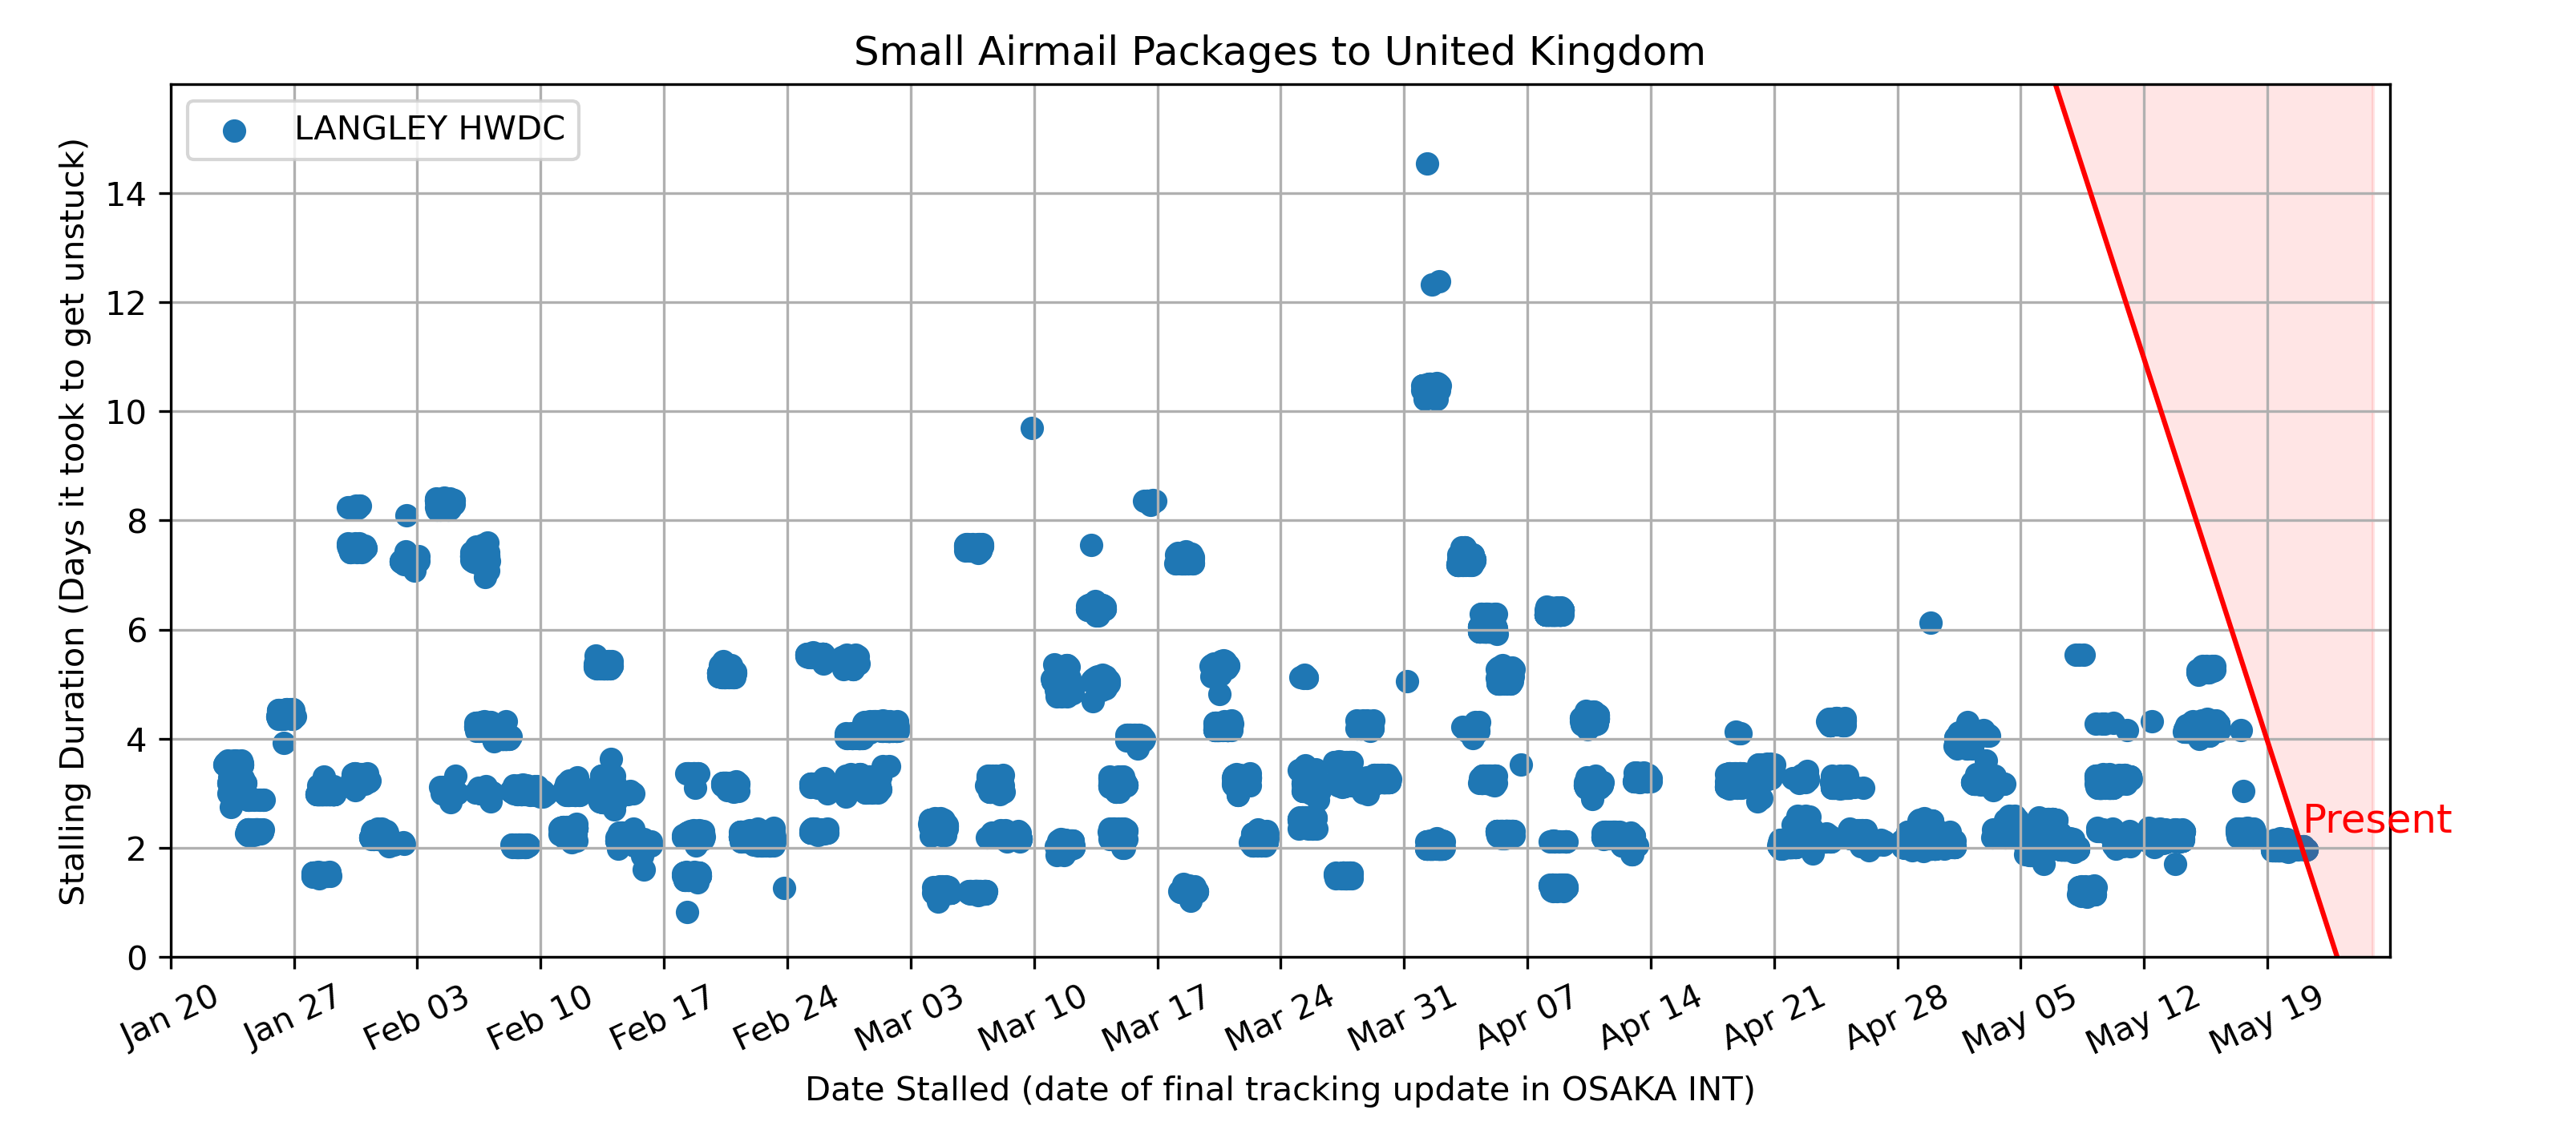 Small Airmail Packages to United Kingdom
LANGLEY HWDC
Stalling Duration (Days it took to get unstuck)
14
12
10
8
6
4
2
0
Present
Jan 20 Jan 27 Feb 03 Feb 10 Feb 17 Feb 24 Mar 03 Mar 10 Mar 17 Mar 24 Mar 31 Apr 07 Apr 14 Apr 21 Apr 28 May 05 May 12 May 19
Date Stalled (date of final tracking update in OSAKA INT)